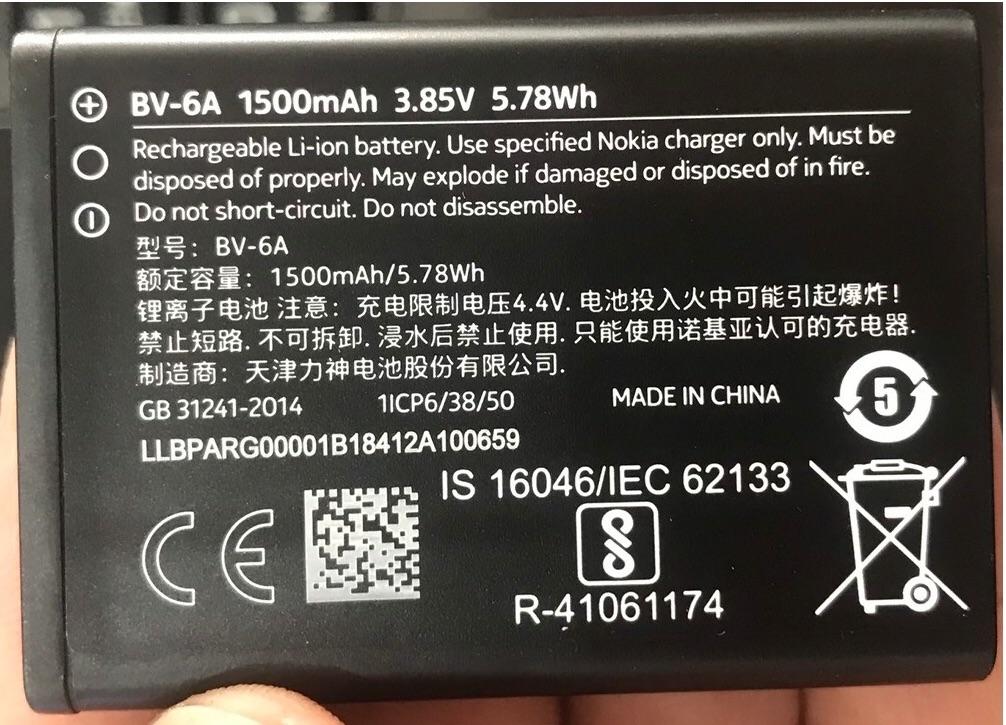 BV-6A 1500mAh 3.85V 5.78Wh
Rechargeable Li-ion battery. Use specified Nokia charger only. Must be
disposed of properly. May explode if damaged or disposed of in fire.
Do not short-circuit. Do not disassemble.
型号：BV-6A
额定容量：1500mAh/5.78Wh
锂离子电池 注意：充电限制电压4.4V. 电池投入火中可能引起爆炸！
禁止短路. 不可拆卸. 浸水后禁止使用. 只能使用诺基亚认可的充电器.
制造商：天津力神电池股份有限公司.
GB 31241-2014 1ICP6/38/50 MADE IN CHINA
5
LLBPARG00001B18412A100659
IS 16046/IEC 62133
CE
R-41061174